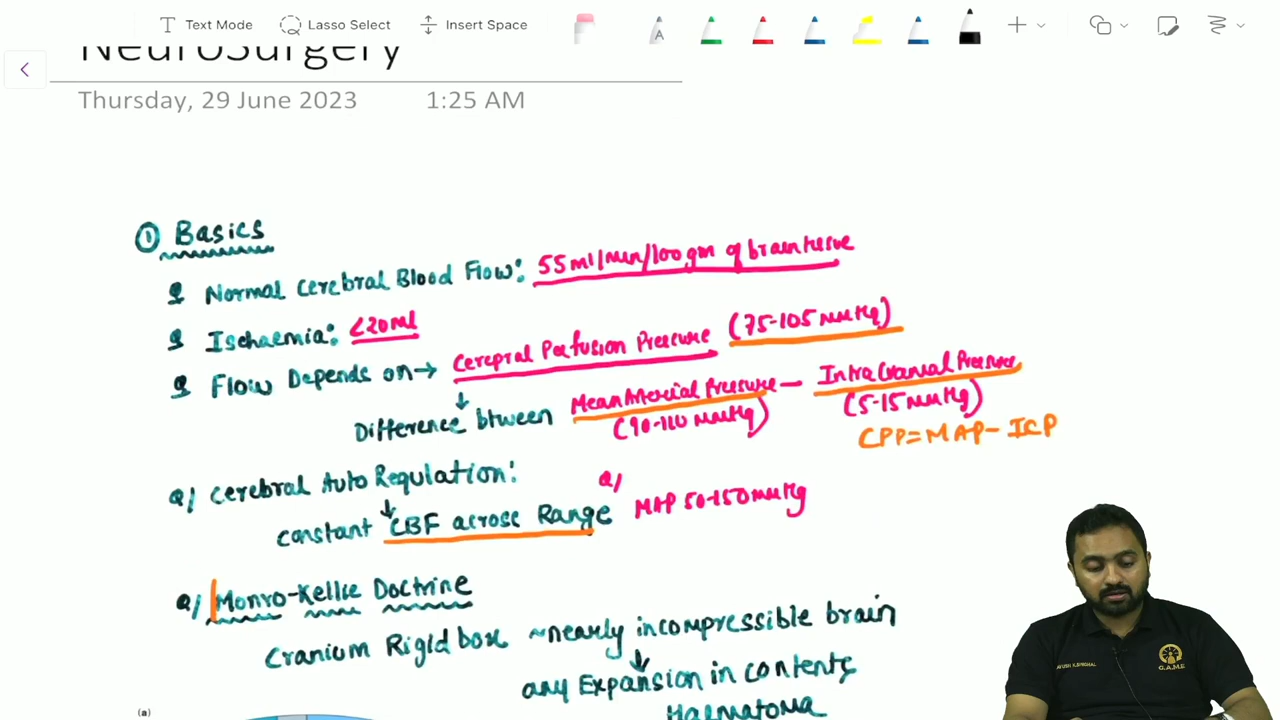 Text Mode Lasso Select Insert Space
NeuroSurgery
Thursday, 29 June 2023 1:25 AM
① Basics
Normal Cerebral Blood Flow: 55ml/min/100gm of brain tissue
Ischaemia: <20ml
Flow Depends on→ Cerebral Perfusion Pressure (75-105 mmHg)
Difference between Mean Arterial Pressure — Intra Cranial Pressure
(90-110 mmHg) (5-15 mmHg)
CPP = MAP - ICP
Q/ Cerebral Auto Regulation:
constant CBF across Range Q/ MAP 50-150mmHg
Q/ Monro-Kellie Doctrine
Cranium Rigid box ~nearly incompressible brain
any Expansion in contents
Haematoma
(a)
G.A.M.E